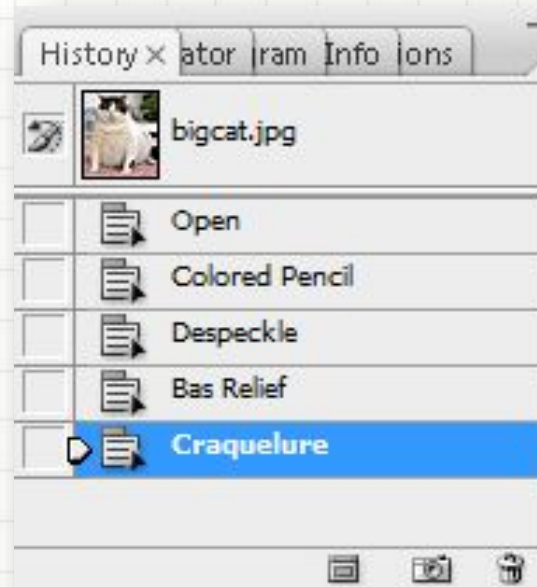 History × ator ram Info ions
bigcat.jpg
Open
Colored Pencil
Despeckle
Bas Relief
Craquelure